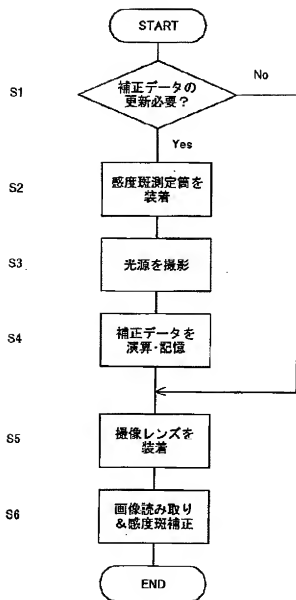 START
S1
補正データの
更新必要?
No
Yes
S2
感度斑測定筒を
装着
S3
光源を撮影
S4
補正データを
演算・記憶
S5
撮像レンズを
装着
S6
画像読み取り
&感度斑補正
END